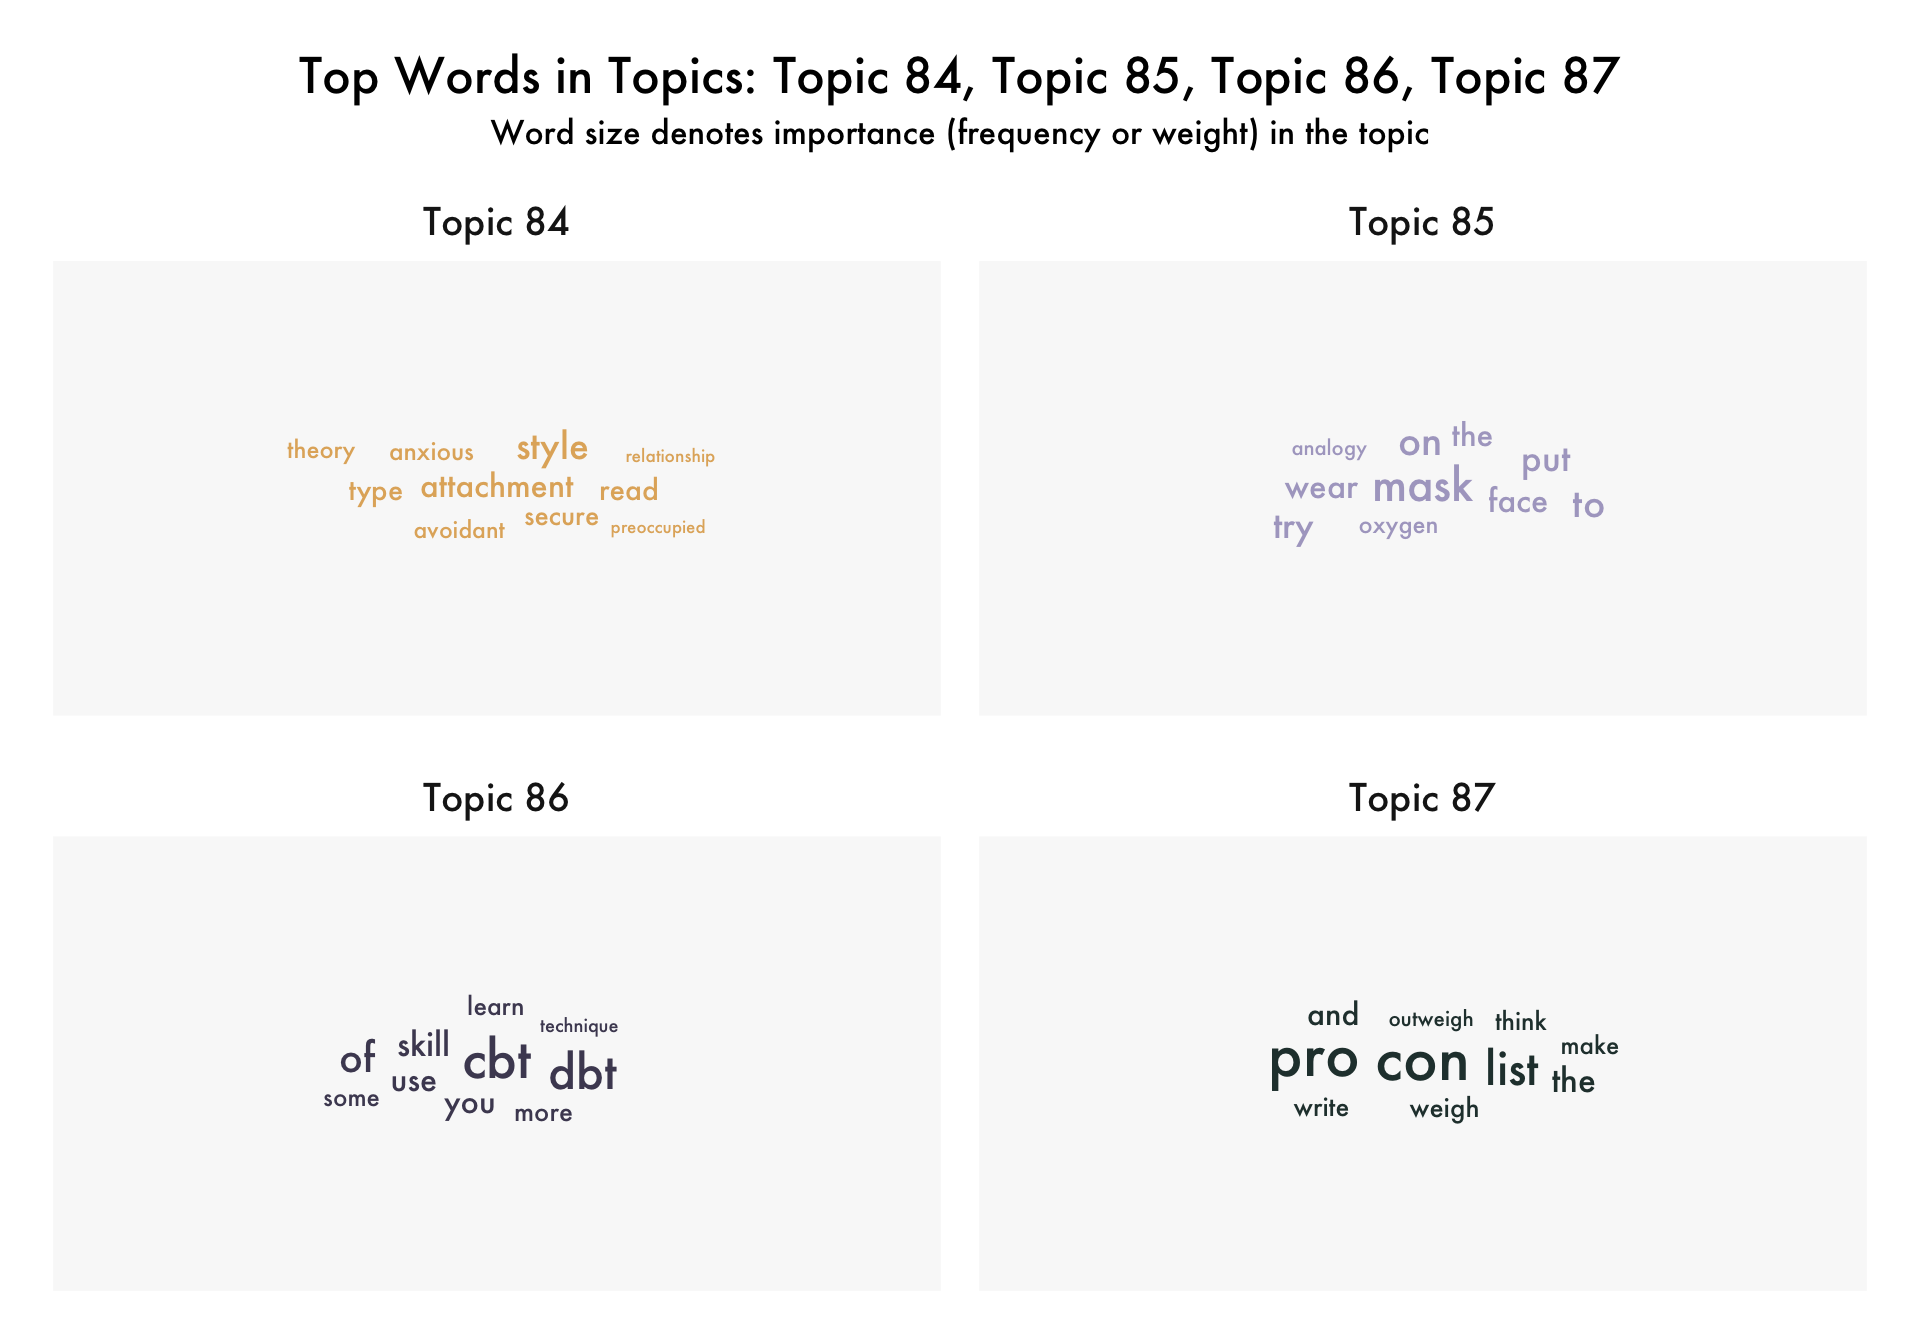 Top Words in Topics: Topic 84, Topic 85, Topic 86, Topic 87
Word size denotes importance (frequency or weight) in the topic
Topic 84
theory anxious style relationship
type attachment read
avoidant secure preoccupied
Topic 85
analogy on the
put
wear mask face to
try oxygen
Topic 86
learn
technique
of skill cbt dbt
some use
you more
Topic 87
and outweigh think
pro con list make
the
write weigh